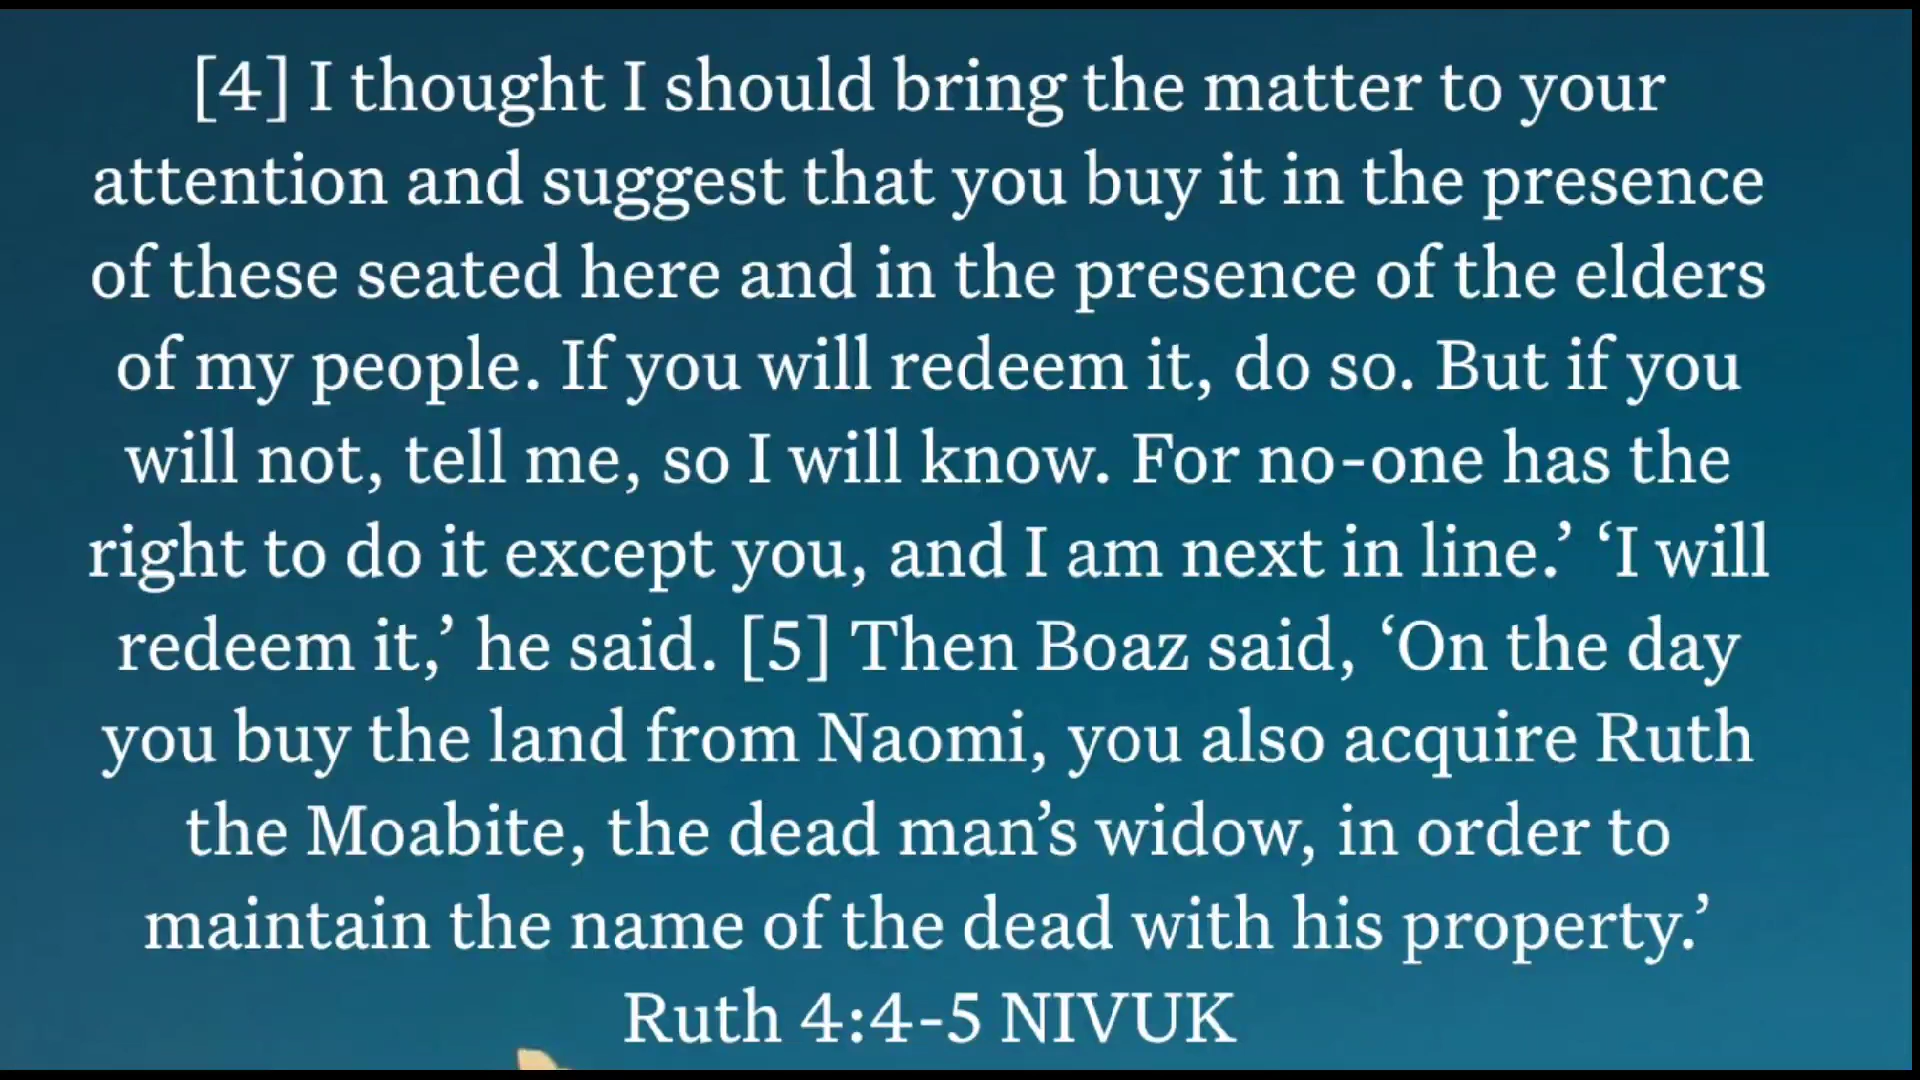 [4] I thought I should bring the matter to your
attention and suggest that you buy it in the presence
of these seated here and in the presence of the elders
of my people. If you will redeem it, do so. But if you
will not, tell me, so I will know. For no-one has the
right to do it except you, and I am next in line.’ ‘I will
redeem it,’ he said. [5] Then Boaz said, ‘On the day
you buy the land from Naomi, you also acquire Ruth
the Moabite, the dead man’s widow, in order to
maintain the name of the dead with his property.’
Ruth 4:4-5 NIVUK